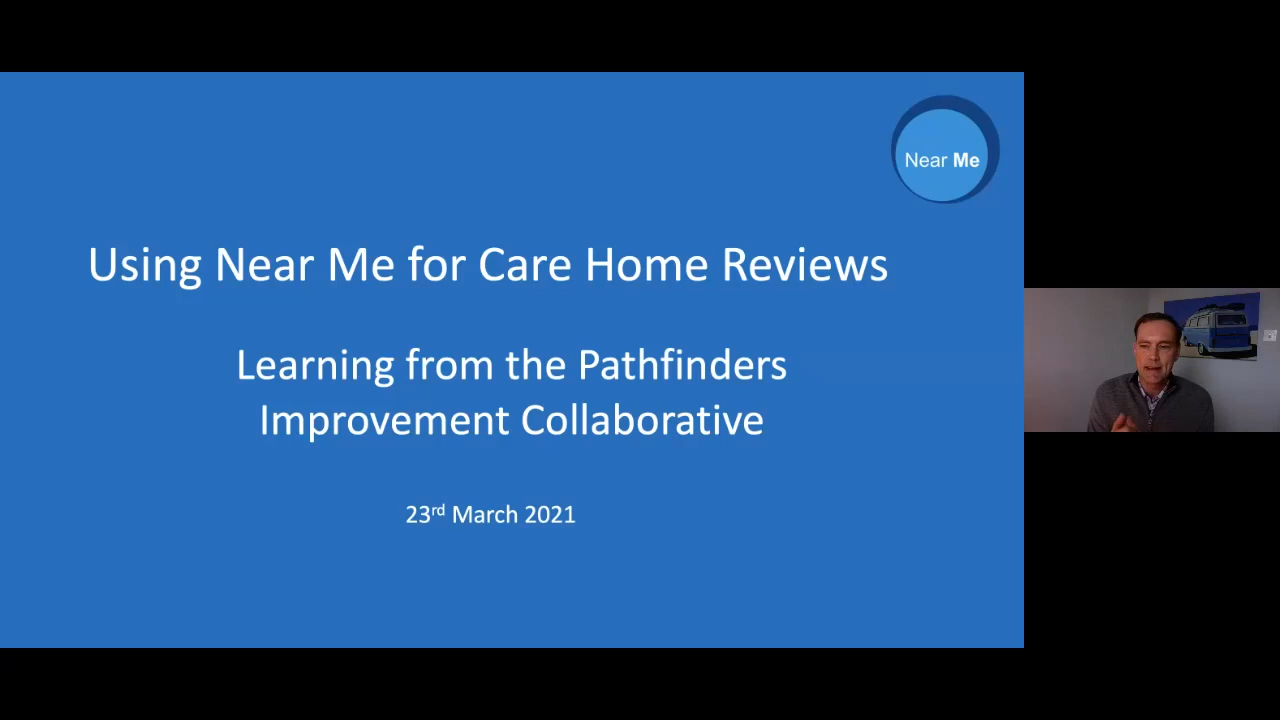 Near Me
Using Near Me for Care Home Reviews
Learning from the Pathfinders
Improvement Collaborative
23rd March 2021